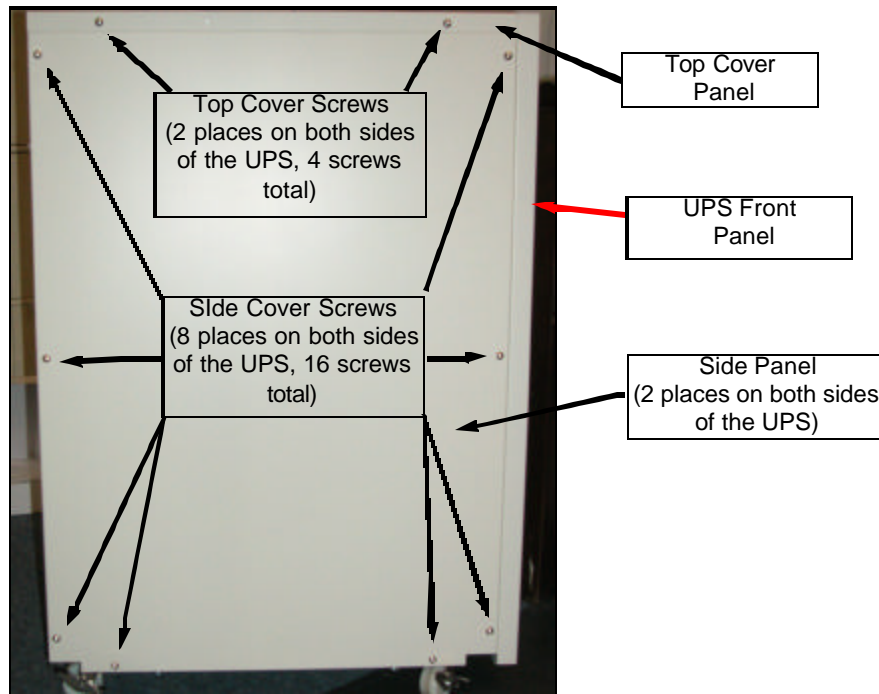 Top Cover
Panel
Top Cover Screws
(2 places on both sides
of the UPS, 4 screws
total)
UPS Front
Panel
SIde Cover Screws
(8 places on both sides
of the UPS, 16 screws
total)
Side Panel
(2 places on both sides
of the UPS)